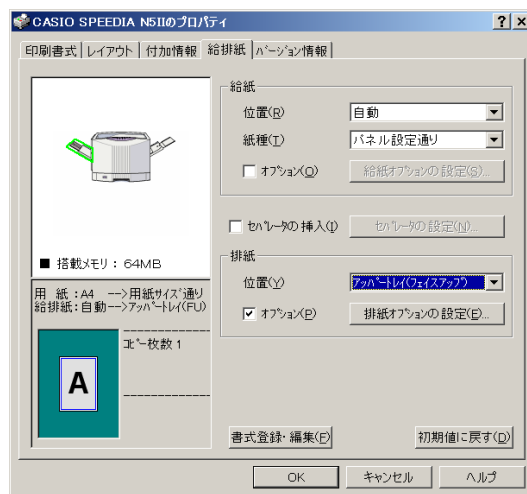 CASIO SPEEDIA N5IIのプロパティ
印刷書式 レイアウト 付加情報 給排紙 バージョン情報
給紙
位置(R) 自動
紙種(T) パネル設定通り
オプション(O) 給紙オプションの設定(S)...
セパレータの挿入(I) セパレータの設定(N)...
■ 搭載メモリ : 64MB
排紙
位置(Y) アッパートレイ(フェイスアップ)
オプション(P) 排紙オプションの設定(E)...
用 紙 : A4 -->用紙サイズ通り
給排紙 : 自動-->アッパートレイ(FU)
コピー枚数 1
A
書式登録・編集(F) 初期値に戻す(D)
OK キャンセル ヘルプ